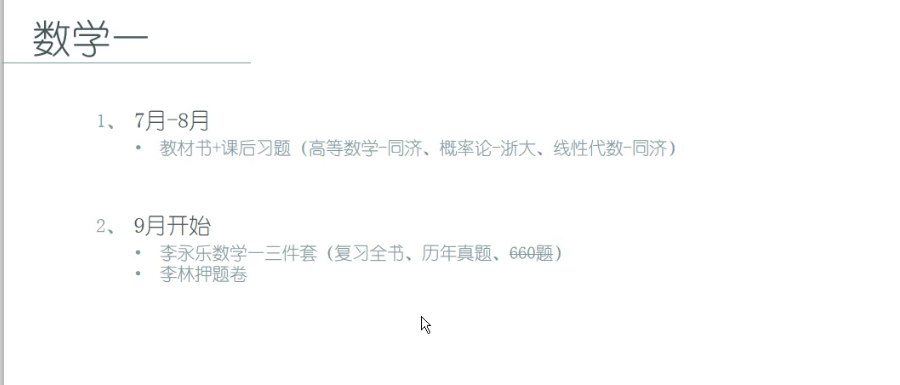 数学一
1、 7月-8月
• 教材书+课后习题（高等数学-同济、概率论-浙大、线性代数-同济）
2、 9月开始
• 李永乐数学一三件套（复习全书、历年真题、660题）
• 李林押题卷